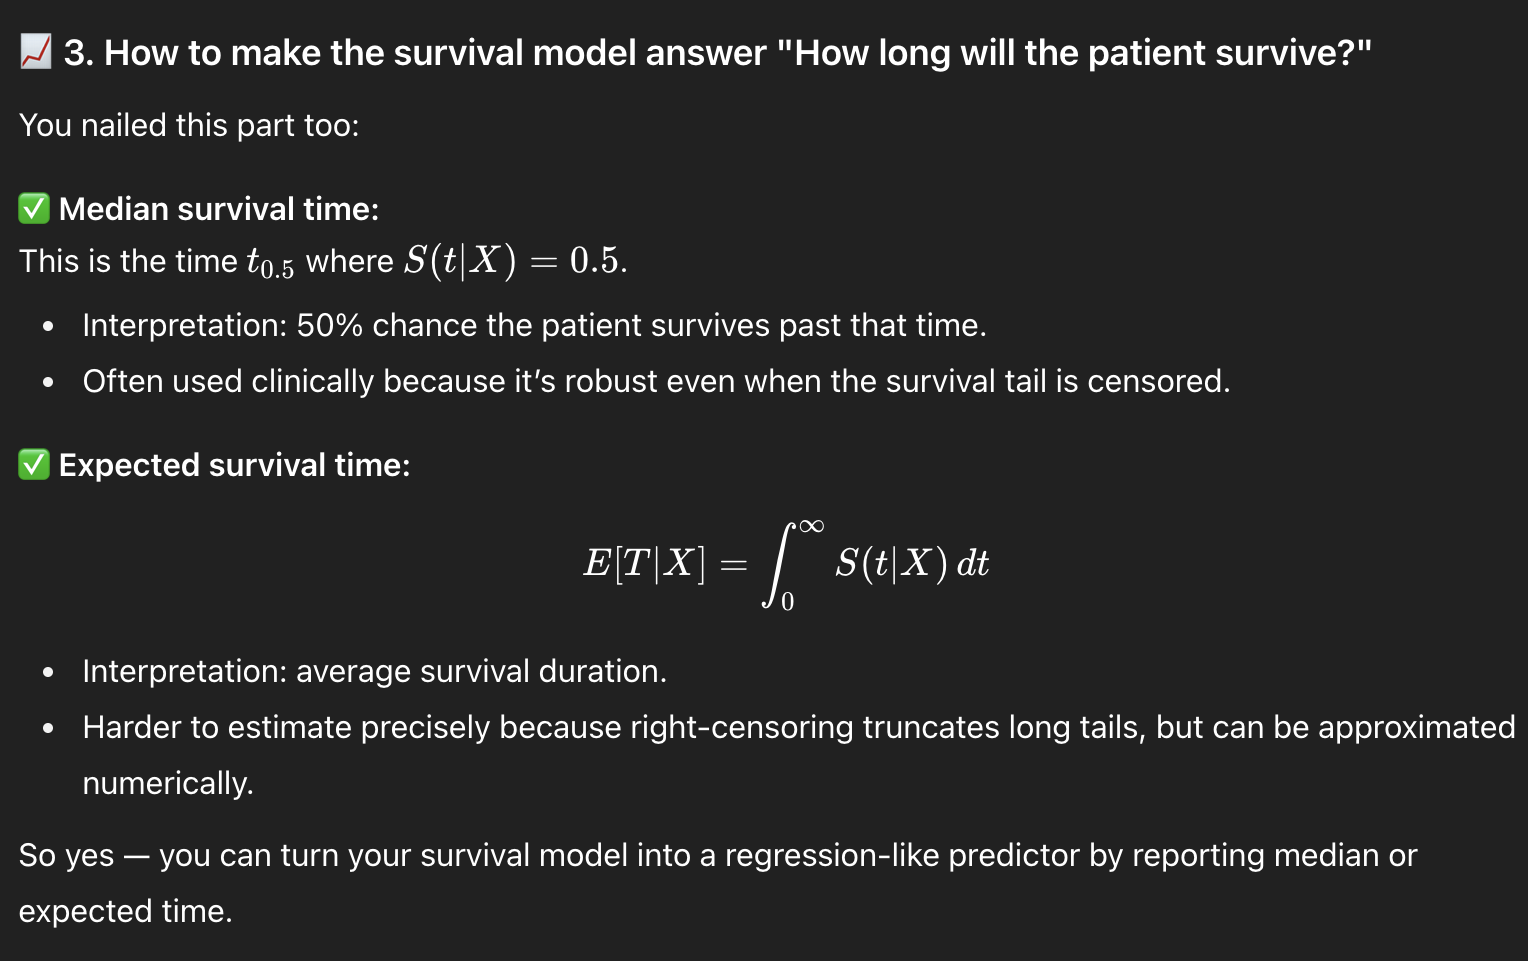 📈 3. How to make the survival model answer "How long will the patient survive?"
You nailed this part too:
✅ Median survival time:
This is the time t_{0.5} where S(t|X) = 0.5.
• Interpretation: 50% chance the patient survives past that time.
• Often used clinically because it’s robust even when the survival tail is censored.
✅ Expected survival time:
E[T|X] = ∫_0^∞ S(t|X) dt
• Interpretation: average survival duration.
• Harder to estimate precisely because right-censoring truncates long tails, but can be approximated
numerically.
So yes — you can turn your survival model into a regression-like predictor by reporting median or
expected time.